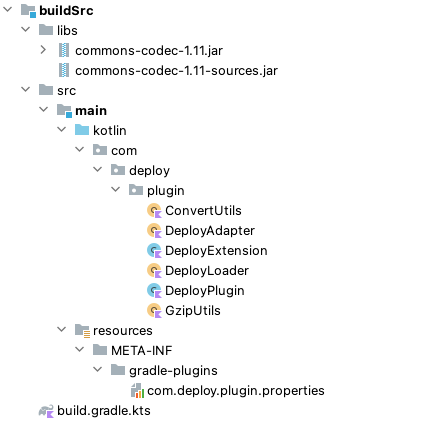 buildSrc
libs
commons-codec-1.11.jar
commons-codec-1.11-sources.jar
src
main
kotlin
com
deploy
plugin
ConvertUtils
DeployAdapter
DeployExtension
DeployLoader
DeployPlugin
GzipUtils
resources
META-INF
gradle-plugins
com.deploy.plugin.properties
build.gradle.kts